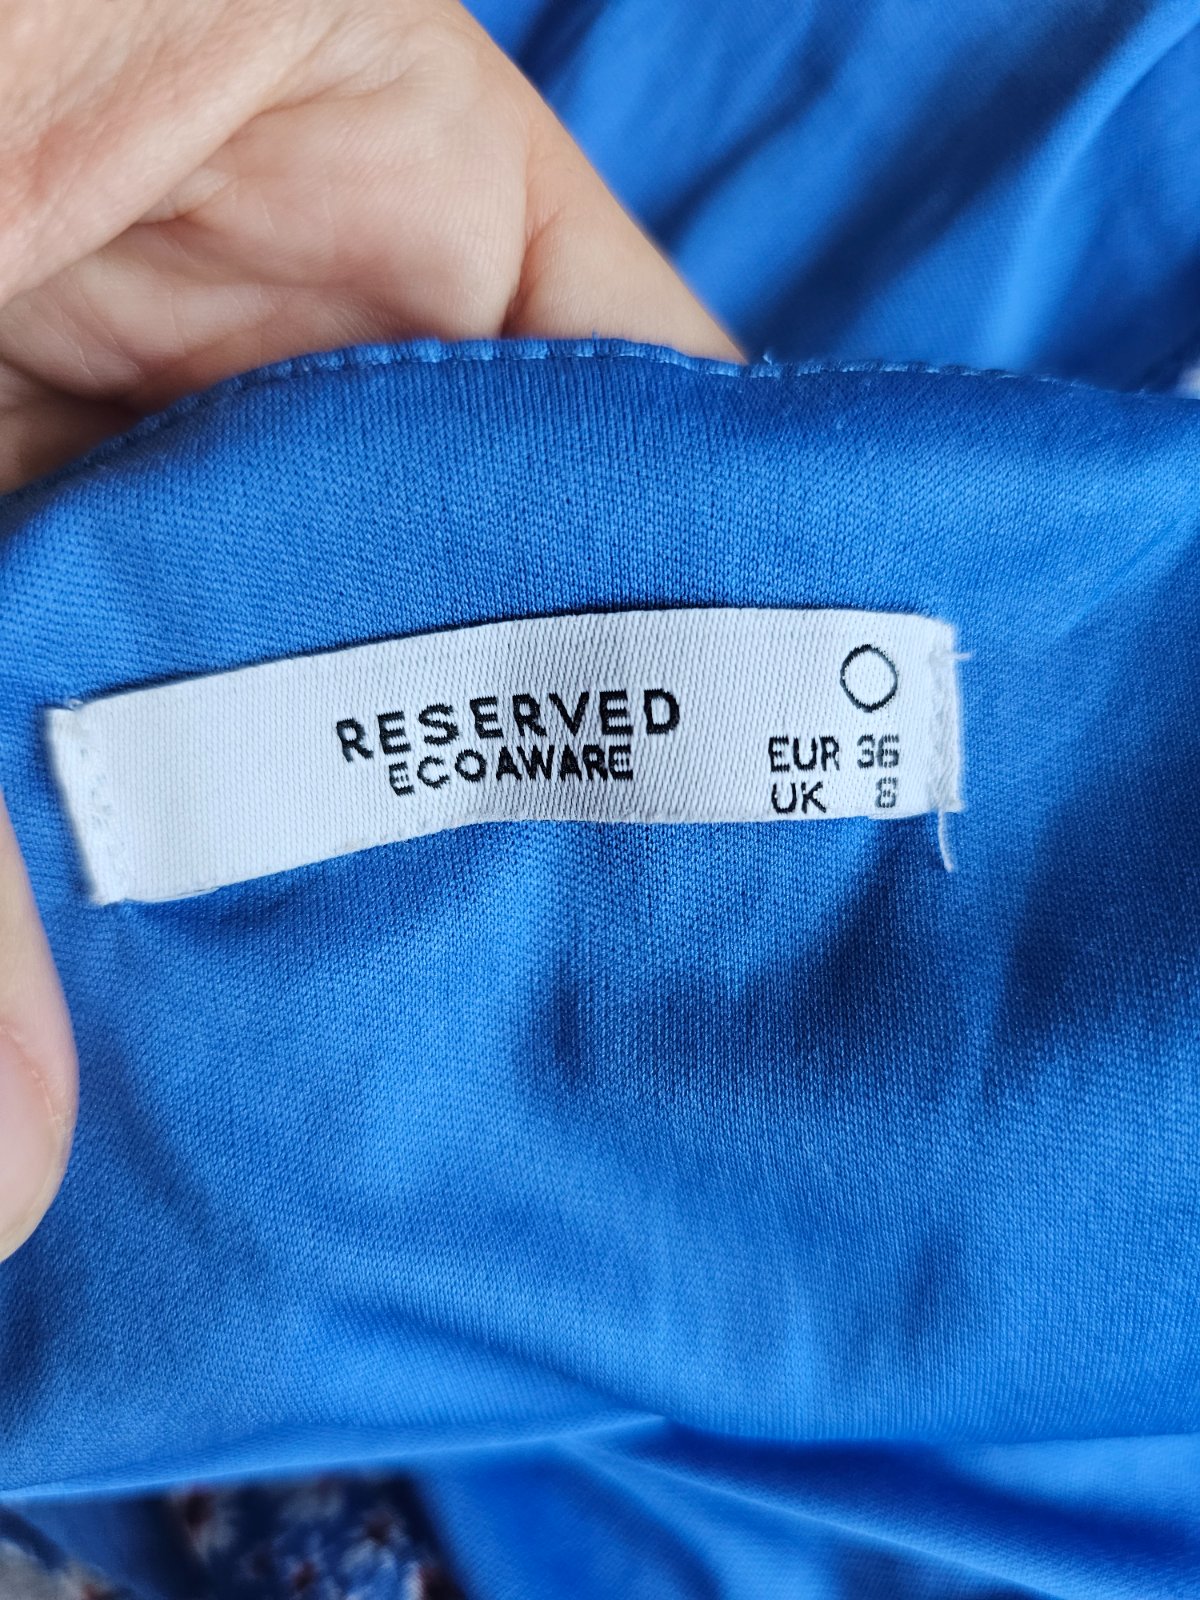 RESERVED
ECOAWARE
EUR 36
UK 8